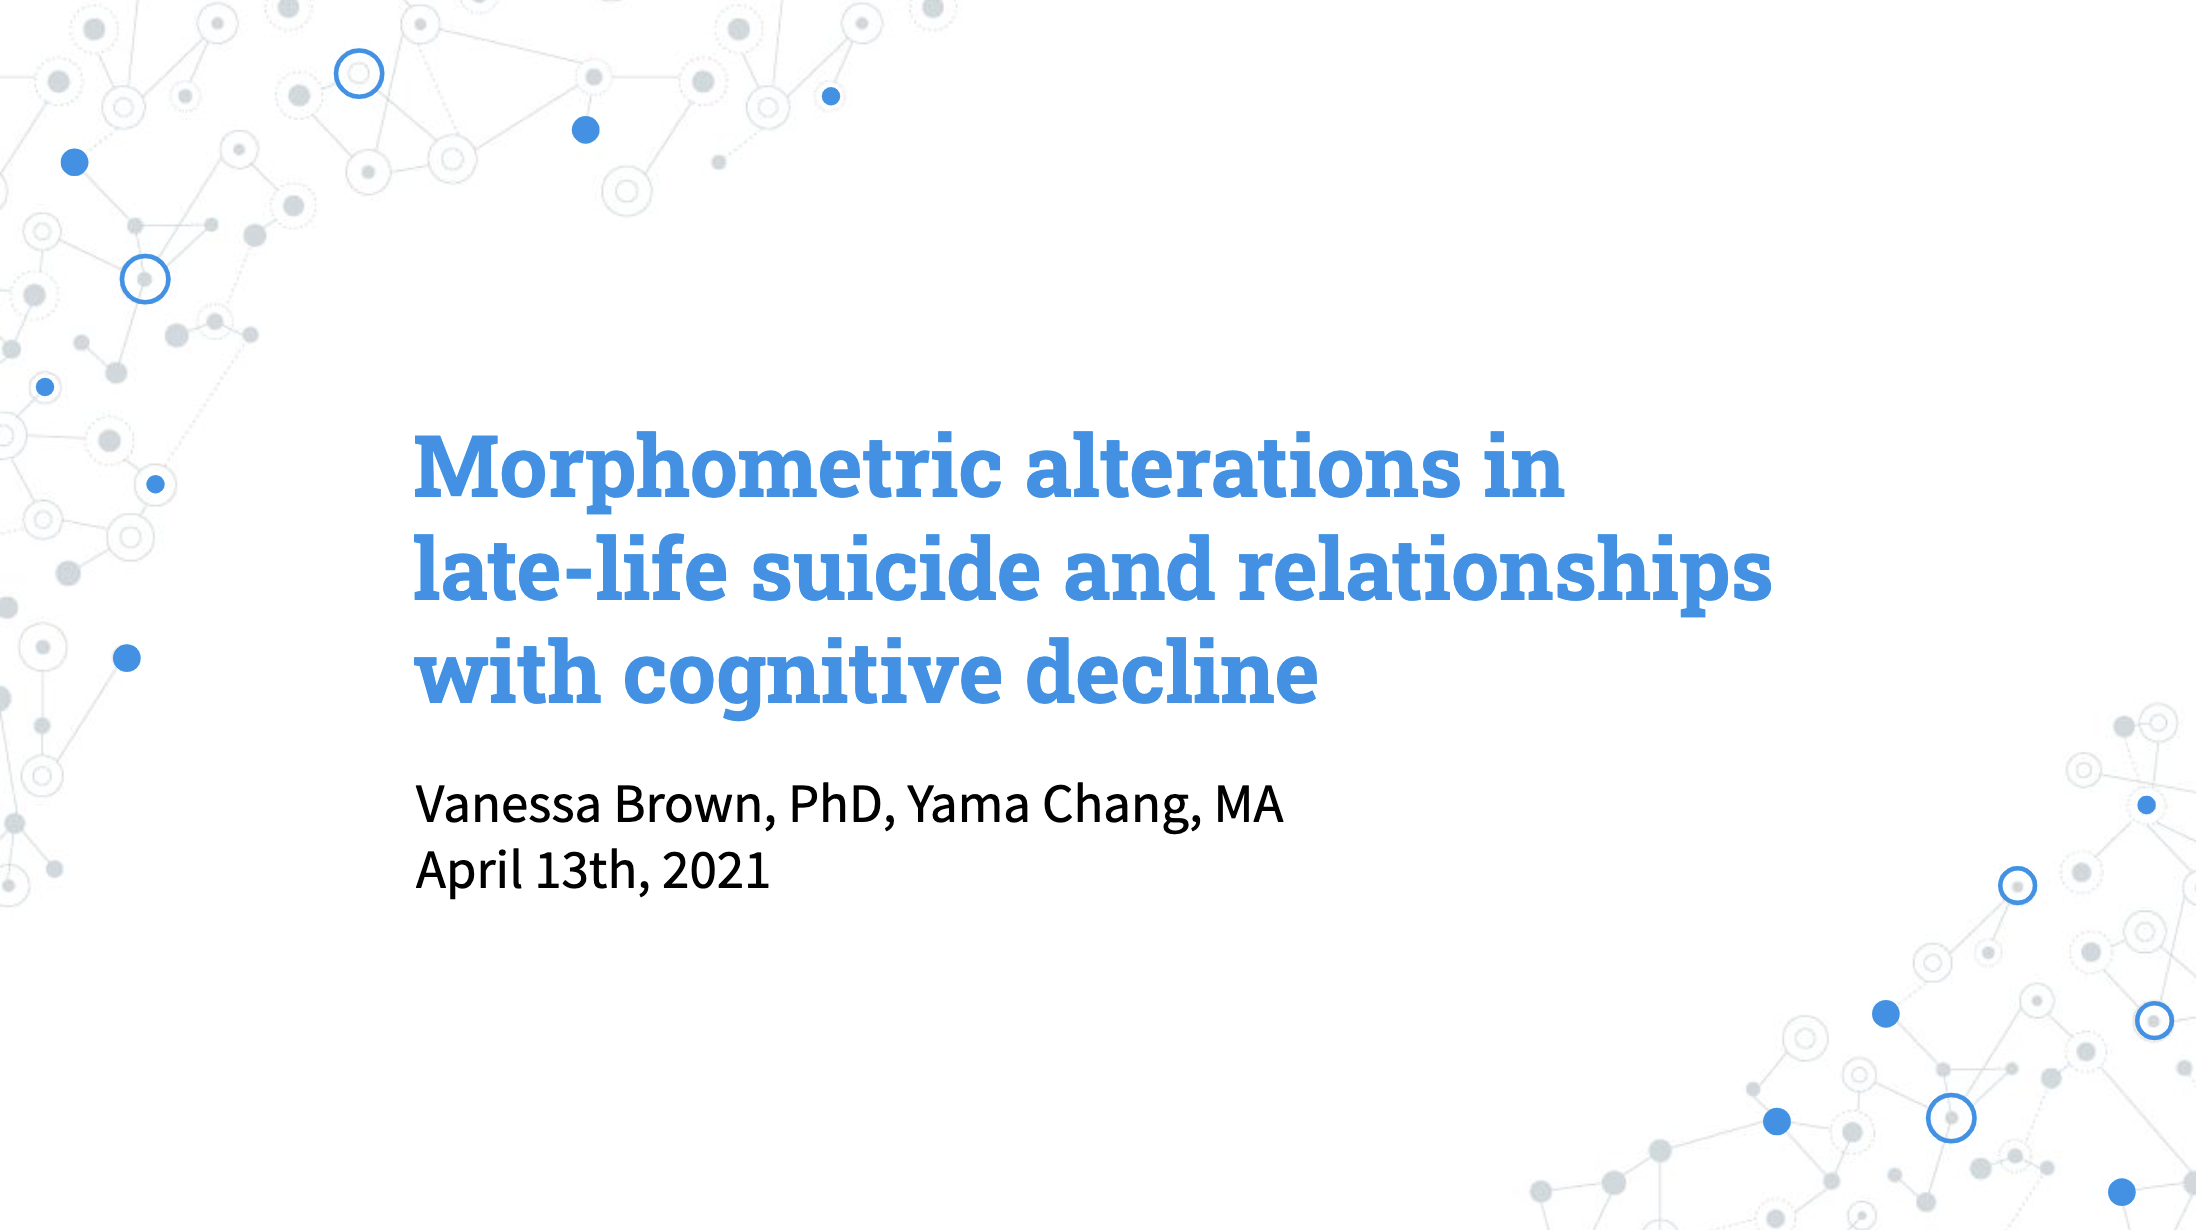 Morphometric alterations in
late-life suicide and relationships
with cognitive decline
Vanessa Brown, PhD, Yama Chang, MA
April 13th, 2021